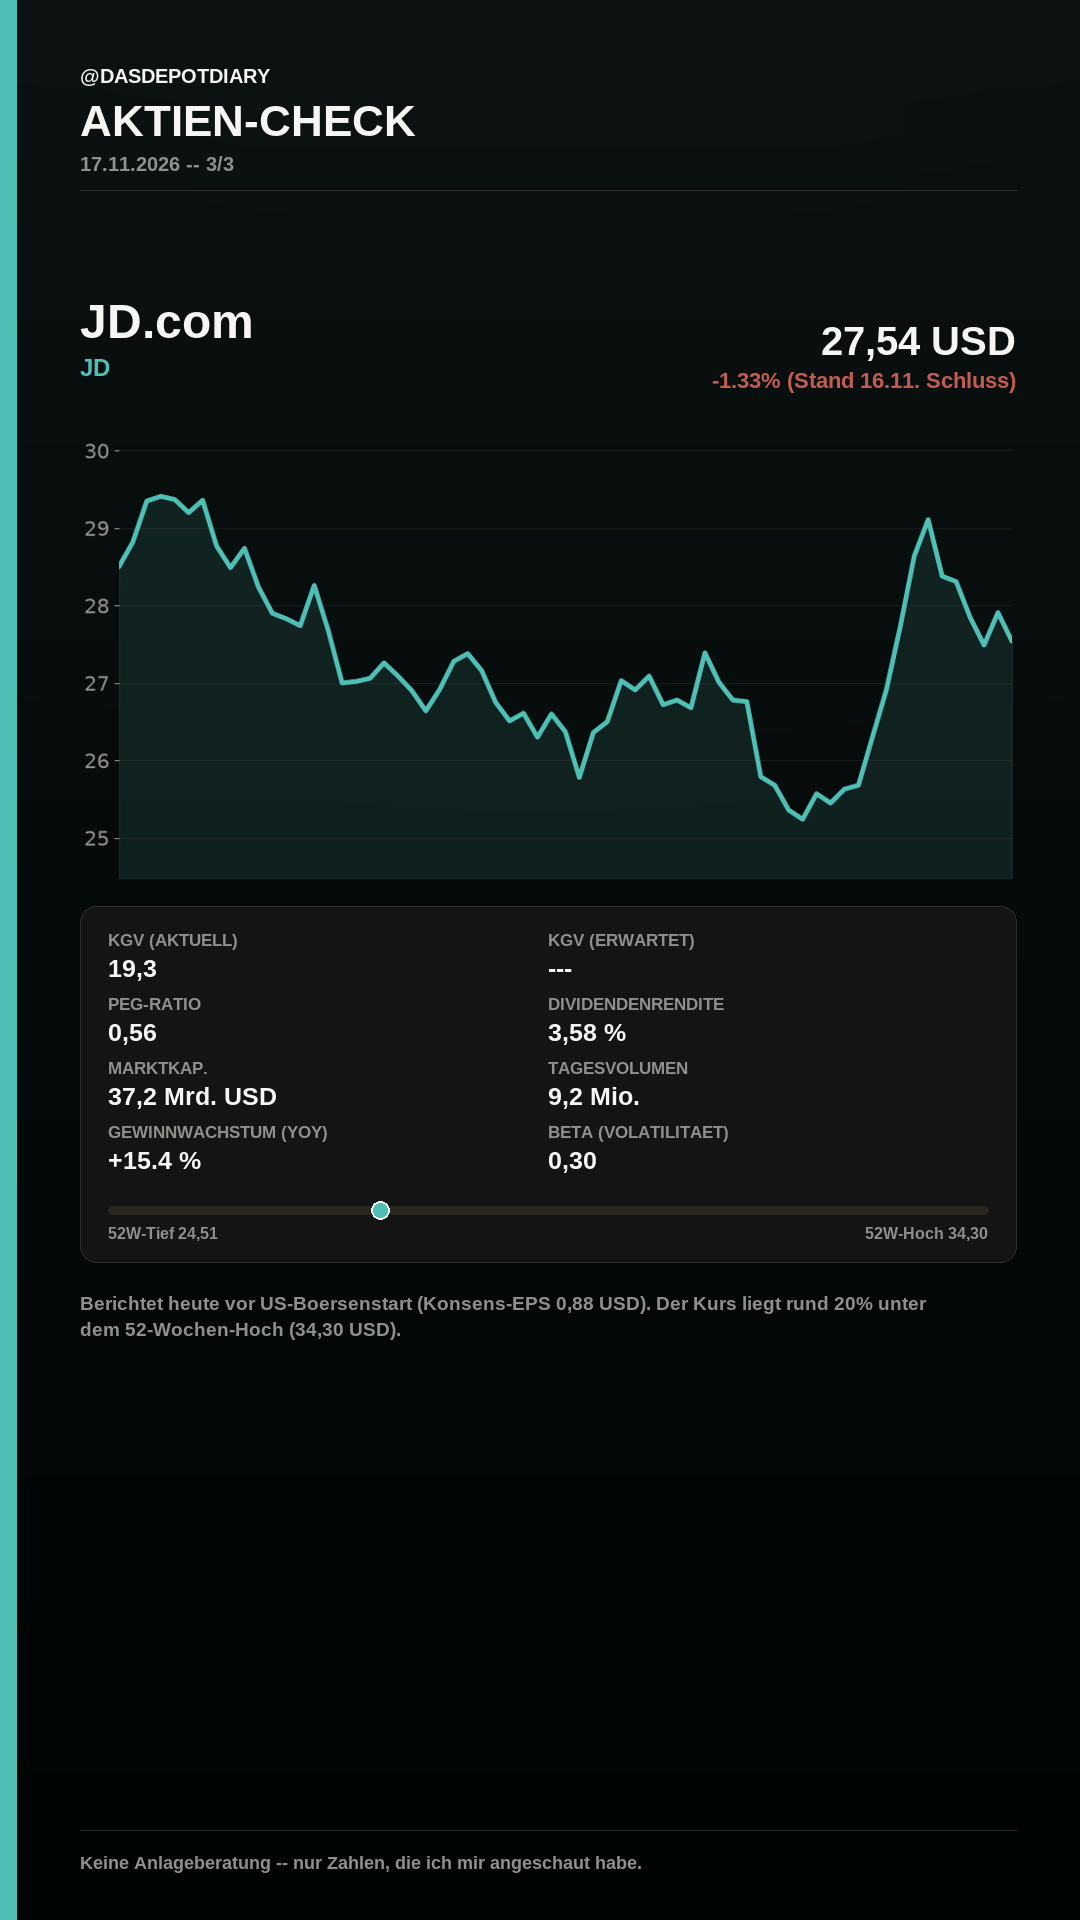 @DASDEPOTDIARY
AKTIEN-CHECK
17.11.2026 -- 3/3
JD.com
JD
27,54 USD
-1.33% (Stand 16.11. Schluss)
30
29
28
27
26
25
KGV (AKTUELL)
19,3
KGV (ERWARTET)
---
PEG-RATIO
0,56
DIVIDENDENRENDITE
3,58 %
MARKTKAP.
37,2 Mrd. USD
TAGESVOLUMEN
9,2 Mio.
GEWINNWACHSTUM (YOY)
+15.4 %
BETA (VOLATILITAET)
0,30
52W-Tief 24,51
52W-Hoch 34,30
Berichtet heute vor US-Boersenstart (Konsens-EPS 0,88 USD). Der Kurs liegt rund 20% unter
dem 52-Wochen-Hoch (34,30 USD).
Keine Anlageberatung -- nur Zahlen, die ich mir angeschaut habe.